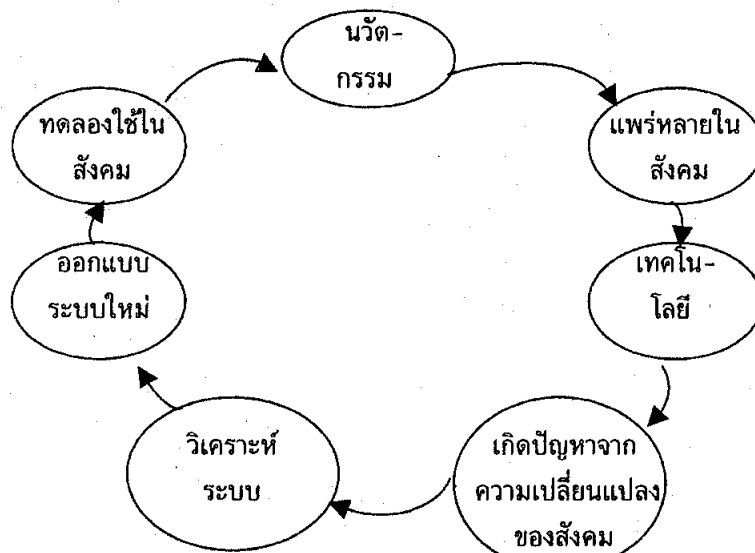 นวัต-
กรรม
แพร่หลายใน
สังคม
เทคโน-
โลยี
เกิดปัญหาจาก
ความเปลี่ยนแปลง
ของสังคม
วิเคราะห์
ระบบ
ออกแบบ
ระบบใหม่
ทดลองใช้ใน
สังคม